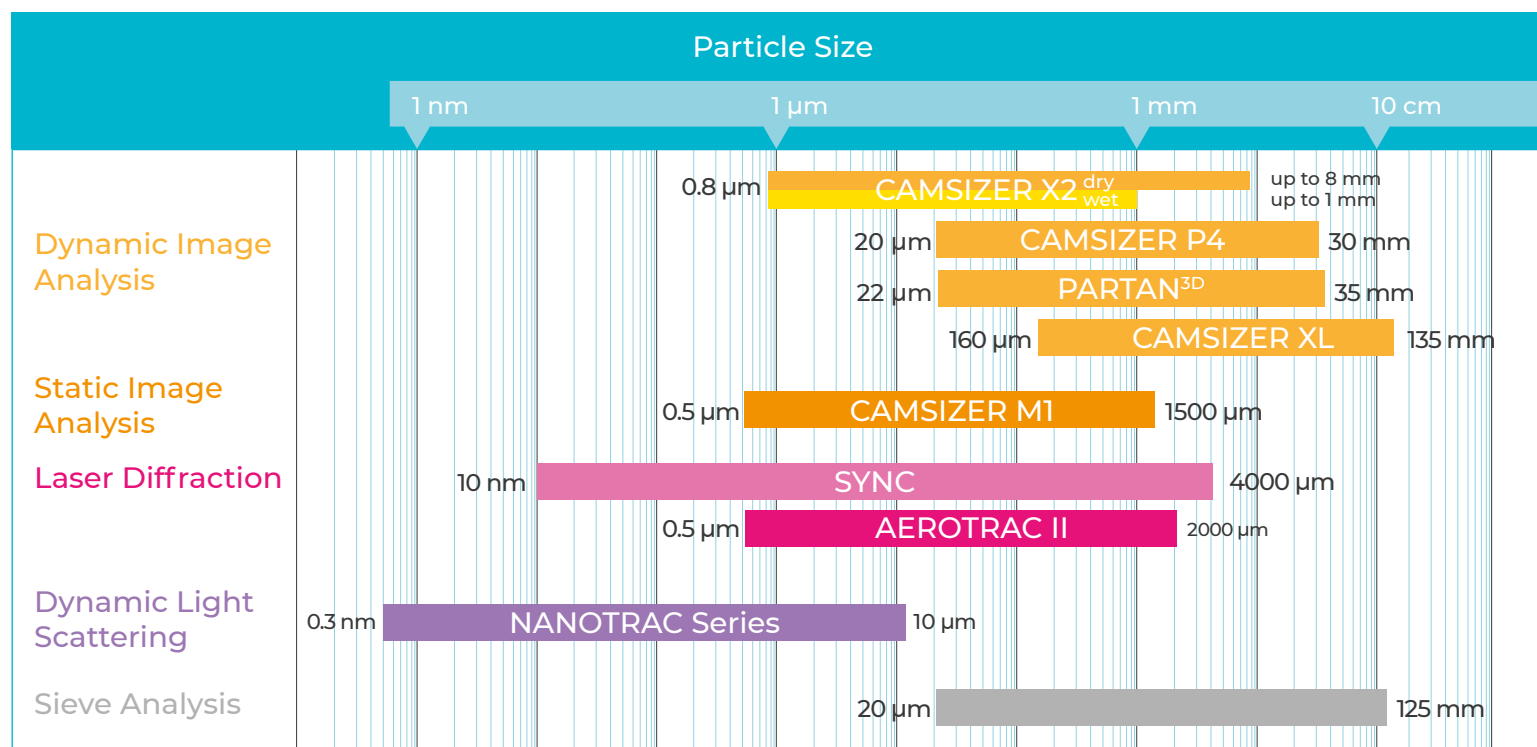 Particle Size
1 nm 1 µm 1 mm 10 cm
0.8 µm CAMSIZER X2 dry wet up to 8 mm
up to 1 mm
Dynamic Image
Analysis
20 µm CAMSIZER P4 30 mm
22 µm PARTAN3D 35 mm
160 µm CAMSIZER XL 135 mm
Static Image
Analysis
0.5 µm CAMSIZER M1 1500 µm
Laser Diffraction
10 nm SYNC 4000 µm
0.5 µm AEROTRAC II 2000 µm
Dynamic Light
Scattering
0.3 nm NANOTRAC Series 10 µm
Sieve Analysis
20 µm 125 mm